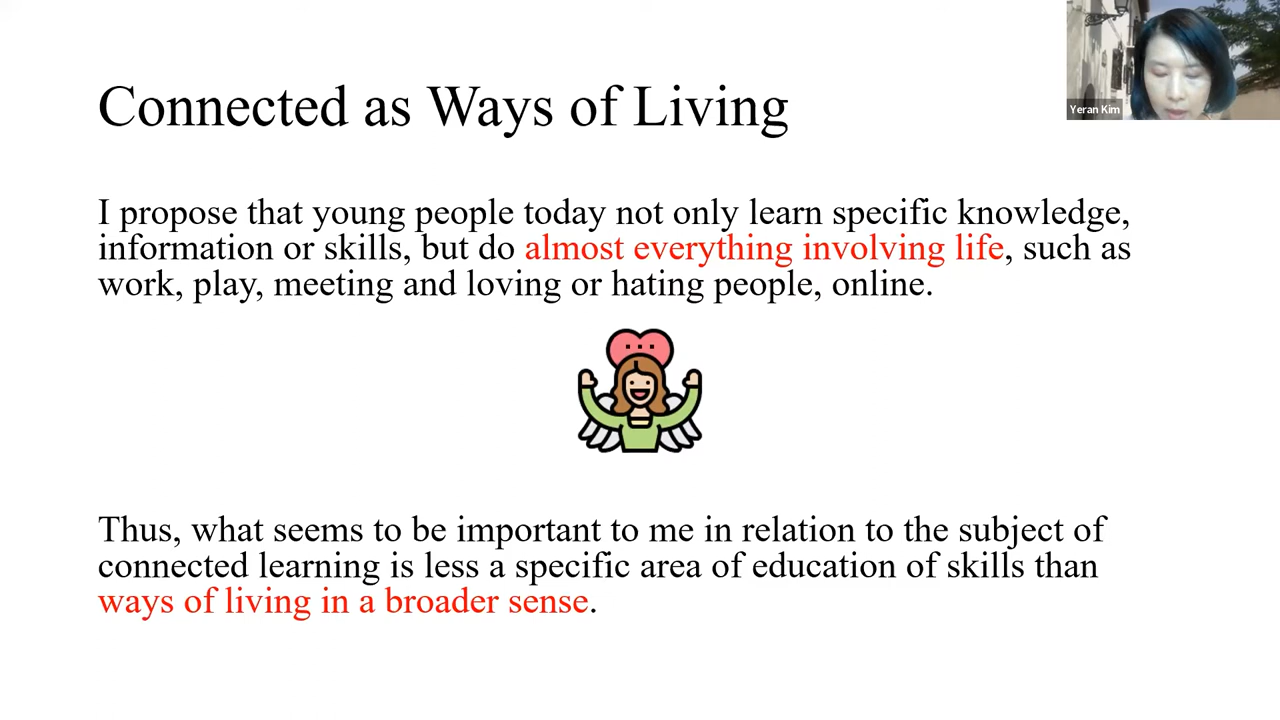 Connected as Ways of Living
Yeran Kim
I propose that young people today not only learn specific knowledge,
information or skills, but do almost everything involving life, such as
work, play, meeting and loving or hating people, online.
Thus, what seems to be important to me in relation to the subject of
connected learning is less a specific area of education of skills than
ways of living in a broader sense.